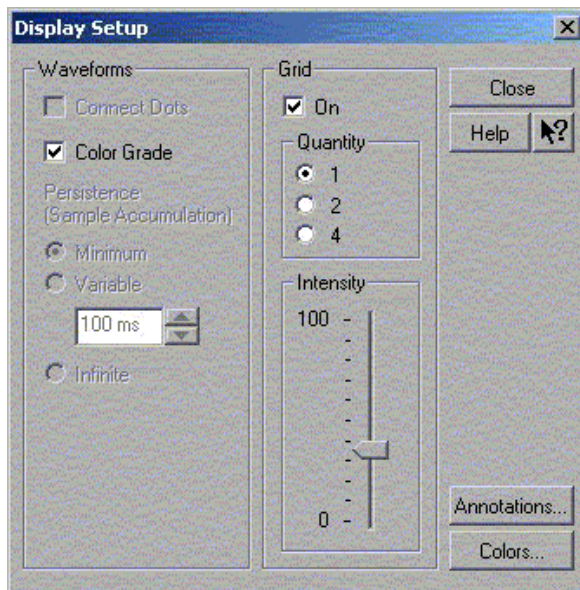 Display Setup
Waveforms
Connect Dots
Color Grade
Persistence
(Sample Accumulation)
Minimum
Variable
100 ms
Infinite
Grid
On
Quantity
1
2
4
Intensity
100
0
Close
Help
?
Annotations...
Colors...